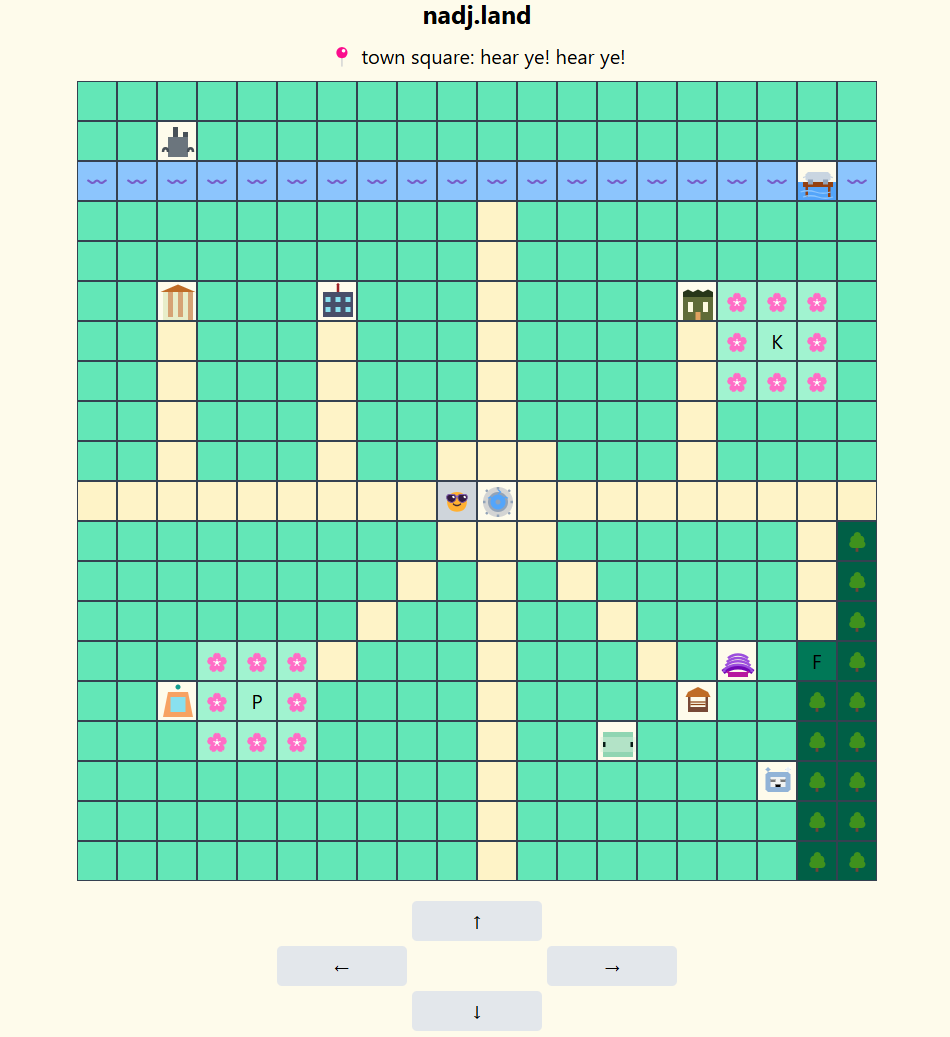 nadj.land
town square: hear ye! hear ye!
K
F
P
↑
← →
↓